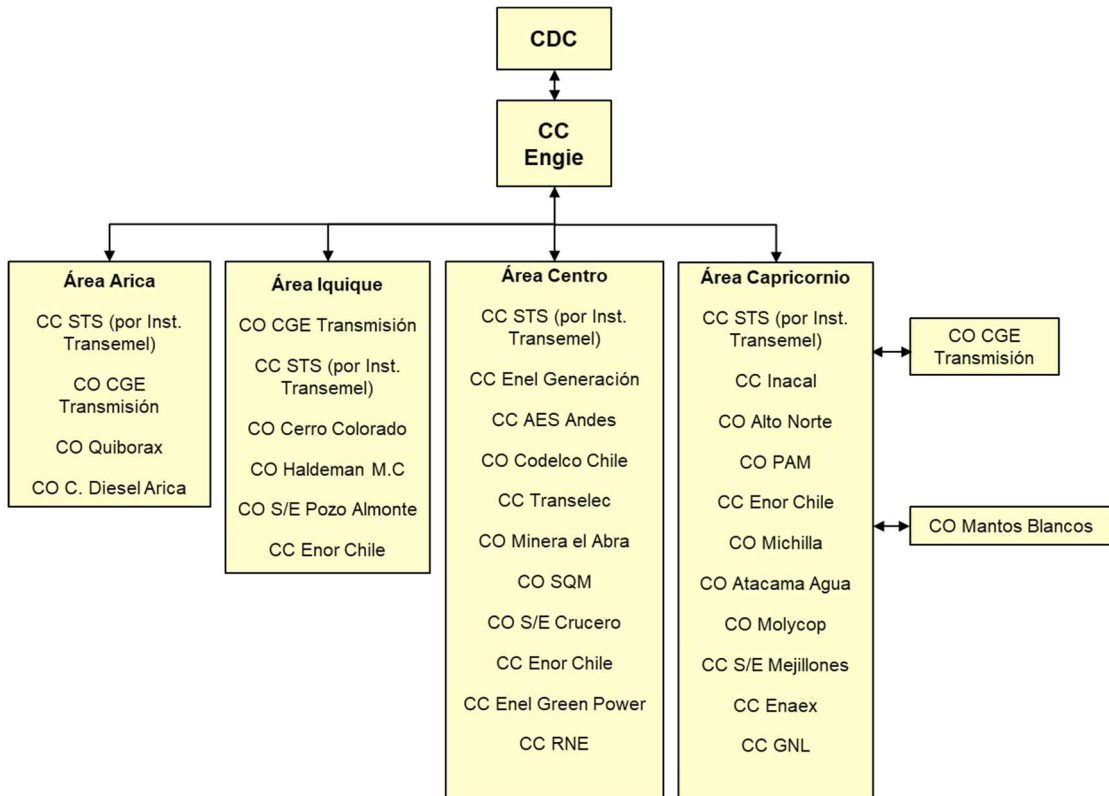 CDC
CC
Engie
Área Arica
CC STS (por Inst.
Transemel)
CO CGE
Transmisión
CO Quiborax
CO C. Diesel Arica
Área Iquique
CO CGE Transmisión
CC STS (por Inst.
Transemel)
CO Cerro Colorado
CO Haldeman M.C
CO S/E Pozo Almonte
CC Enor Chile
Área Centro
CC STS (por Inst.
Transemel)
CC Enel Generación
CC AES Andes
CO Codelco Chile
CC Transelec
CO Minera el Abra
CO SQM
CO S/E Crucero
CC Enor Chile
CC Enel Green Power
CC RNE
Área Capricornio
CC STS (por Inst.
Transemel)
CC Inacal
CO Alto Norte
CO PAM
CC Enor Chile
CO Michilla
CO Atacama Agua
CO Molycop
CC S/E Mejillones
CC Enaex
CC GNL
CO CGE
Transmisión
CO Mantos Blancos